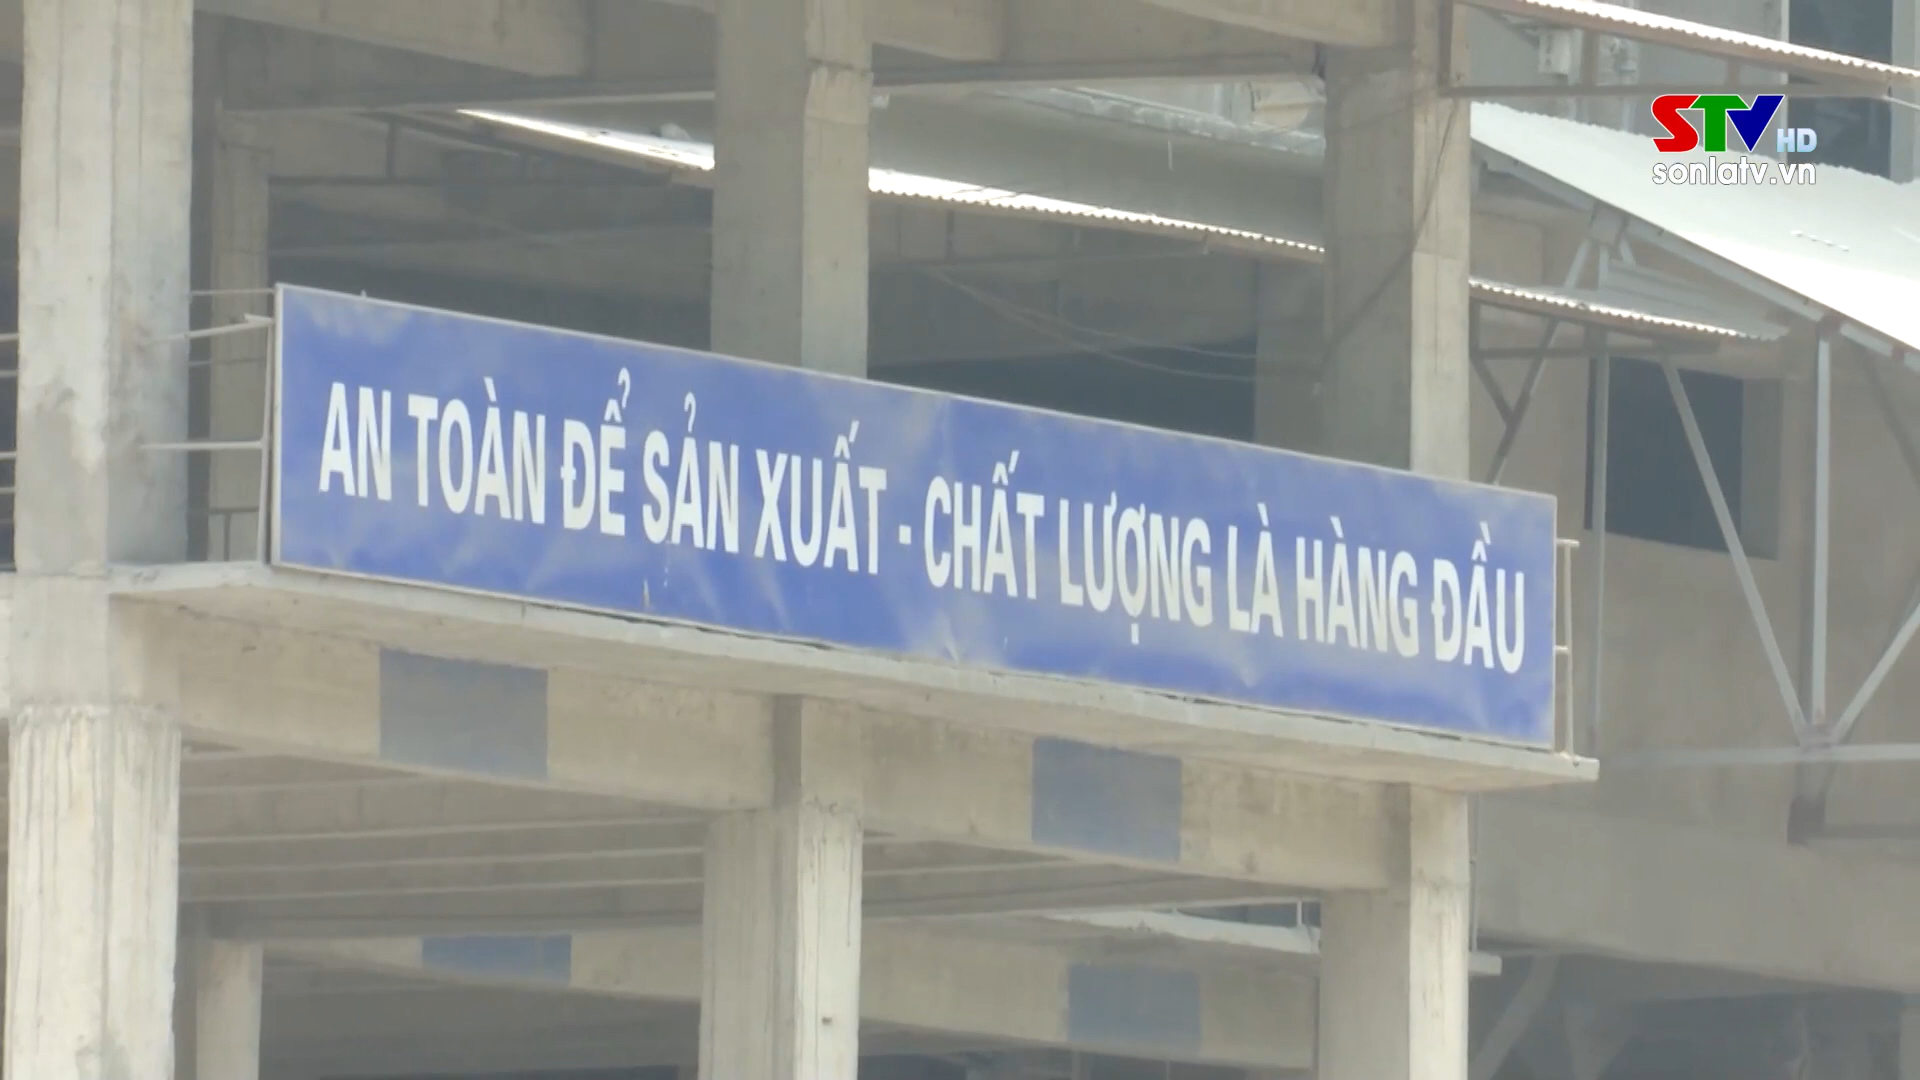 STV HD
sonlatv.vn
AN TOÀN ĐỂ SẢN XUẤT - CHẤT LƯỢNG LÀ HÀNG ĐẦU